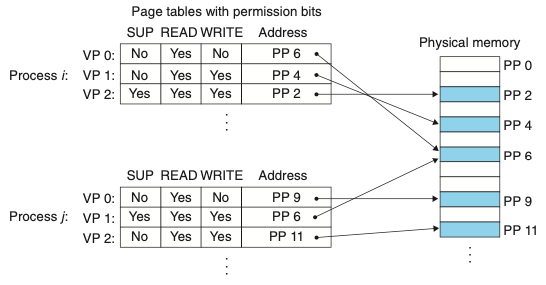 Page tables with permission bits
SUP READ WRITE Address
Physical memory
Process i:
VP 0: No Yes No PP 6
VP 1: No Yes Yes PP 4
VP 2: Yes Yes Yes PP 2
PP 0
PP 2
PP 4
PP 6
PP 9
PP 11
SUP READ WRITE Address
Process j:
VP 0: No Yes No PP 9
VP 1: Yes Yes Yes PP 6
VP 2: No Yes Yes PP 11